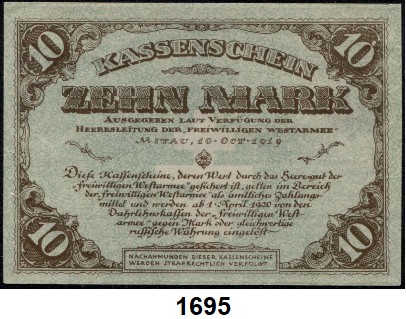 10 10
KASSENSCHEIN
ZEHN MARK
AUSGEGEBEN LAUT VERFÜGUNG DER
HEERESLEITUNG DER „FREIWILLIGEN WESTARMEE"
MITAU, 10·OCT·1919
Diese Kassenscheine, deren Wert durch das Heeresgut der
„freiwilligen Westarmee" gesichert ist, gelten im Bereich
der „freiwilligen Westarmee" als amtliches Zahlungs-
mittel und werden ab 1·April 1920 von den
Darlehnskassen der „freiwilligen West-
armee" gegen Mark oder gleichwertige
russische Währung eingelöst
10 10
NACHAHMUNGEN DIESER KASSENSCHEINE
WERDEN STRAFRECHTLICH VERFOLGT
1695